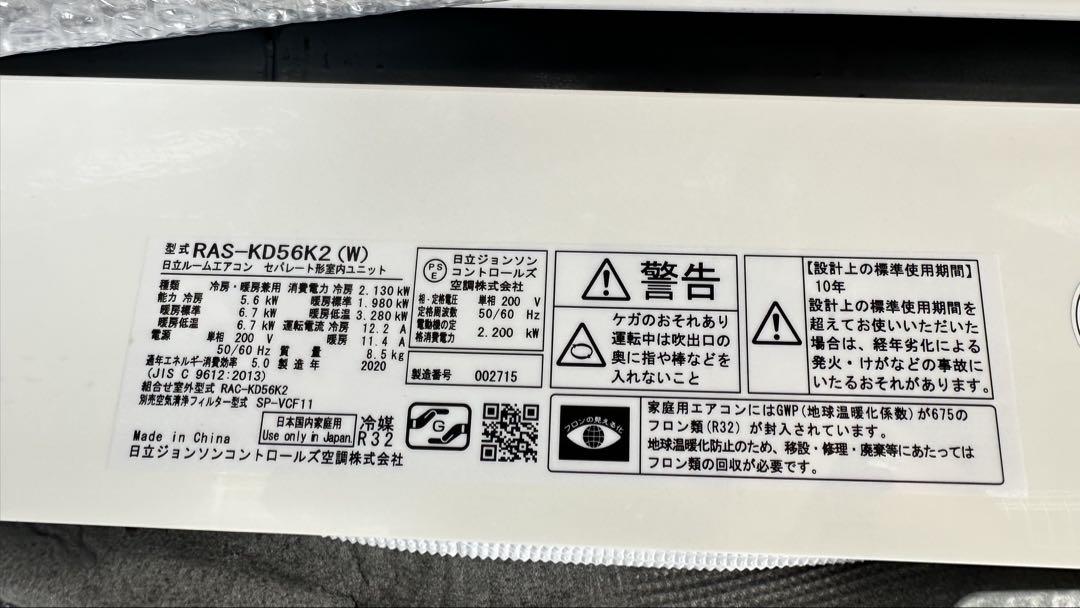 型式 RAS-KD56K2 (W)
日立ルームエアコン セパレート形室内ユニット
種類 冷房・暖房兼用 消費電力 冷房 2.130 kW
能力 冷房 5.6 kW 暖房標準 1.980 kW
暖房標準 6.7 kW 暖房低温 3.280 kW
暖房低温 6.7 kW 運転電流 冷房 12.2 A
電源 単相 200 V 暖房 11.4 A
50/60 Hz 質量 8.5 kg
通年エネルギー消費効率 5.0 製造年 2020
(JIS C 9612:2013)
組合せ室外型式 RAC-KD56K2
別売空気清浄フィルター型式 SP-VCF11
日本国内家庭用
Use only in Japan.
冷媒
R32
Made in China
日立ジョンソンコントロールズ空調株式会社
PSE
日立ジョンソン
コントロールズ
空調株式会社
相・定格電圧 単相 200 V
定格周波数 50/60 Hz
電動機の定
格消費電力 2.200 kW
製造番号 002715
G
警告
ケガのおそれあり
運転中は吹出口の
奥に指や棒などを
入れないこと
【設計上の標準使用期間】
10年
設計上の標準使用期間を
超えてお使いいただいた
場合は、経年劣化による
発火・けがなどの事故に
いたるおそれがあります。
フロンの見える化
家庭用エアコンにはGWP(地球温暖化係数)が675の
フロン類(R32)が封入されています。
地球温暖化防止のため、移設・修理・廃棄等にあたっては
フロン類の回収が必要です。